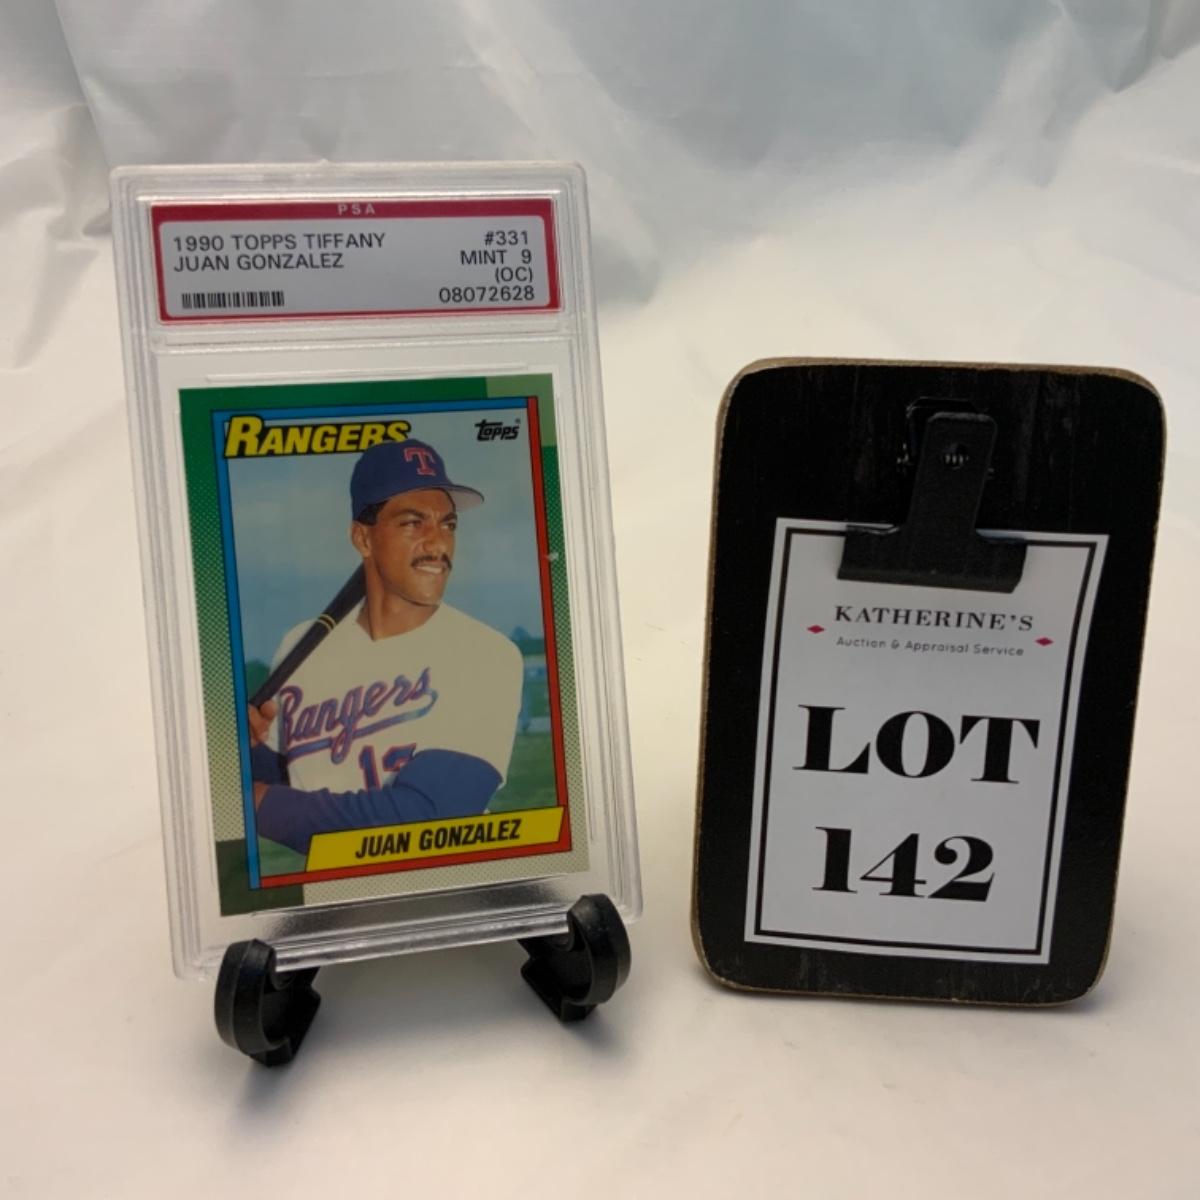 PSA
1990 TOPPS TIFFANY #331
JUAN GONZALEZ MINT 9
(OC)
08072628
RANGERS topps
T
Rangers
JUAN GONZALEZ
KATHERINE'S
Auction & Appraisal Service
LOT
142